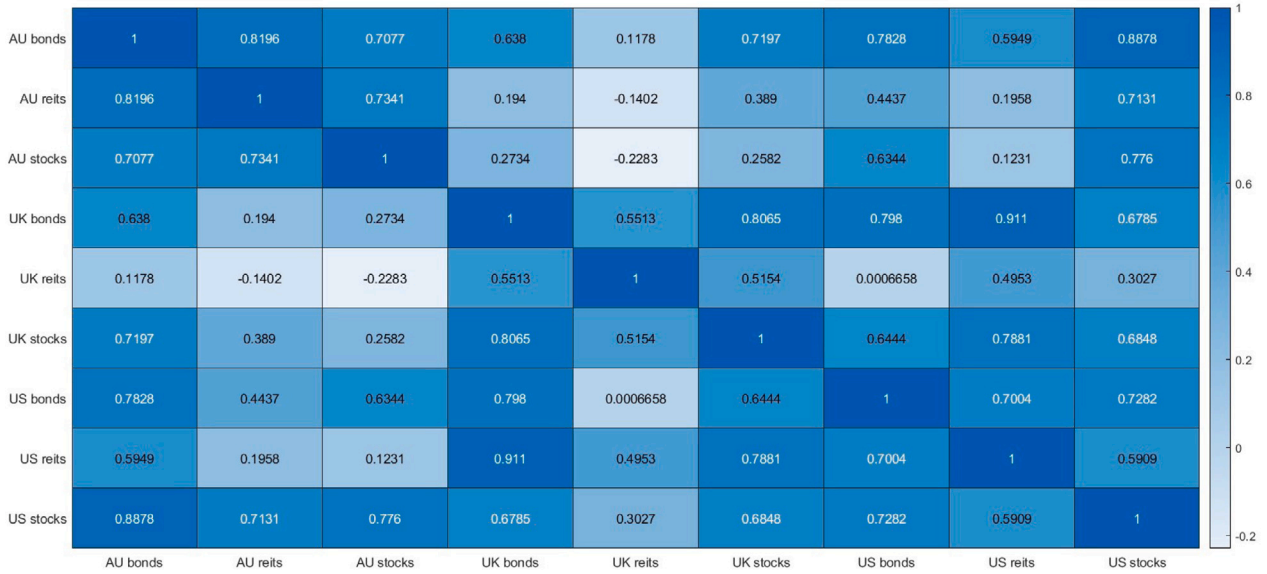 AU bonds 1 0.8196 0.7077 0.638 0.1178 0.7197 0.7828 0.5949 0.8878
AU reits 0.8196 1 0.7341 0.194 -0.1402 0.389 0.4437 0.1958 0.7131
AU stocks 0.7077 0.7341 1 0.2734 -0.2283 0.2582 0.6344 0.1231 0.776
UK bonds 0.638 0.194 0.2734 1 0.5513 0.8065 0.798 0.911 0.6785
UK reits 0.1178 -0.1402 -0.2283 0.5513 1 0.5154 0.0006658 0.4953 0.3027
UK stocks 0.7197 0.389 0.2582 0.8065 0.5154 1 0.6444 0.7881 0.6848
US bonds 0.7828 0.4437 0.6344 0.798 0.0006658 0.6444 1 0.7004 0.7282
US reits 0.5949 0.1958 0.1231 0.911 0.4953 0.7881 0.7004 1 0.5909
US stocks 0.8878 0.7131 0.776 0.6785 0.3027 0.6848 0.7282 0.5909 1
AU bonds AU reits AU stocks UK bonds UK reits UK stocks US bonds US reits US stocks
1
0.8
0.6
0.4
0.2
0
-0.2